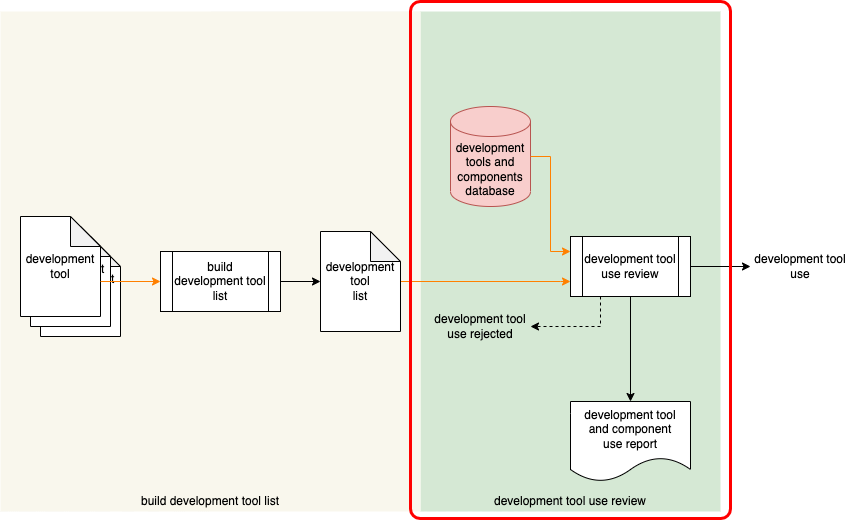 development
tools and
components
database
development
tool
t
t
build
development tool
list
development
tool
list
development tool
use review
development tool
use
development tool
use rejected
development tool
and component
use report
build development tool list
development tool use review